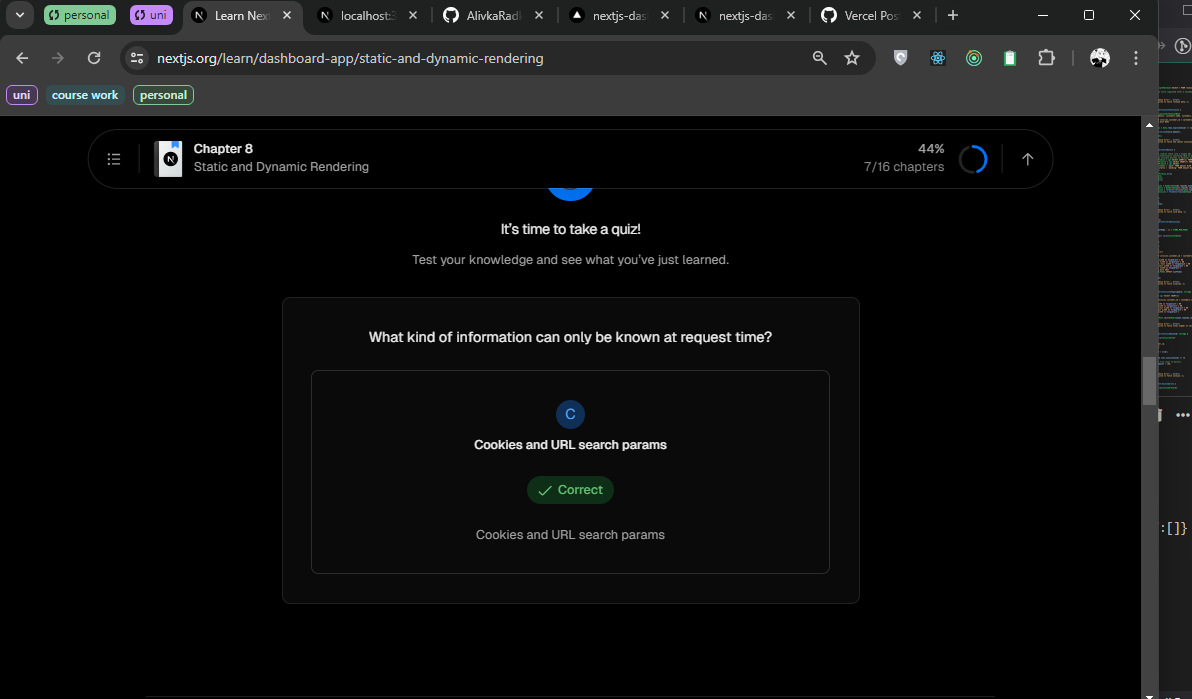 personal
uni
Learn Nex
localhost:3
AlivkaRad
nextjs-das
nextjs-das
Vercel Pos
nextjs.org/learn/dashboard-app/static-and-dynamic-rendering
uni
course work
personal
Chapter 8
Static and Dynamic Rendering
44%
7/16 chapters
It's time to take a quiz!
Test your knowledge and see what you've just learned.
What kind of information can only be known at request time?
C
Cookies and URL search params
Correct
Cookies and URL search params
:[]}